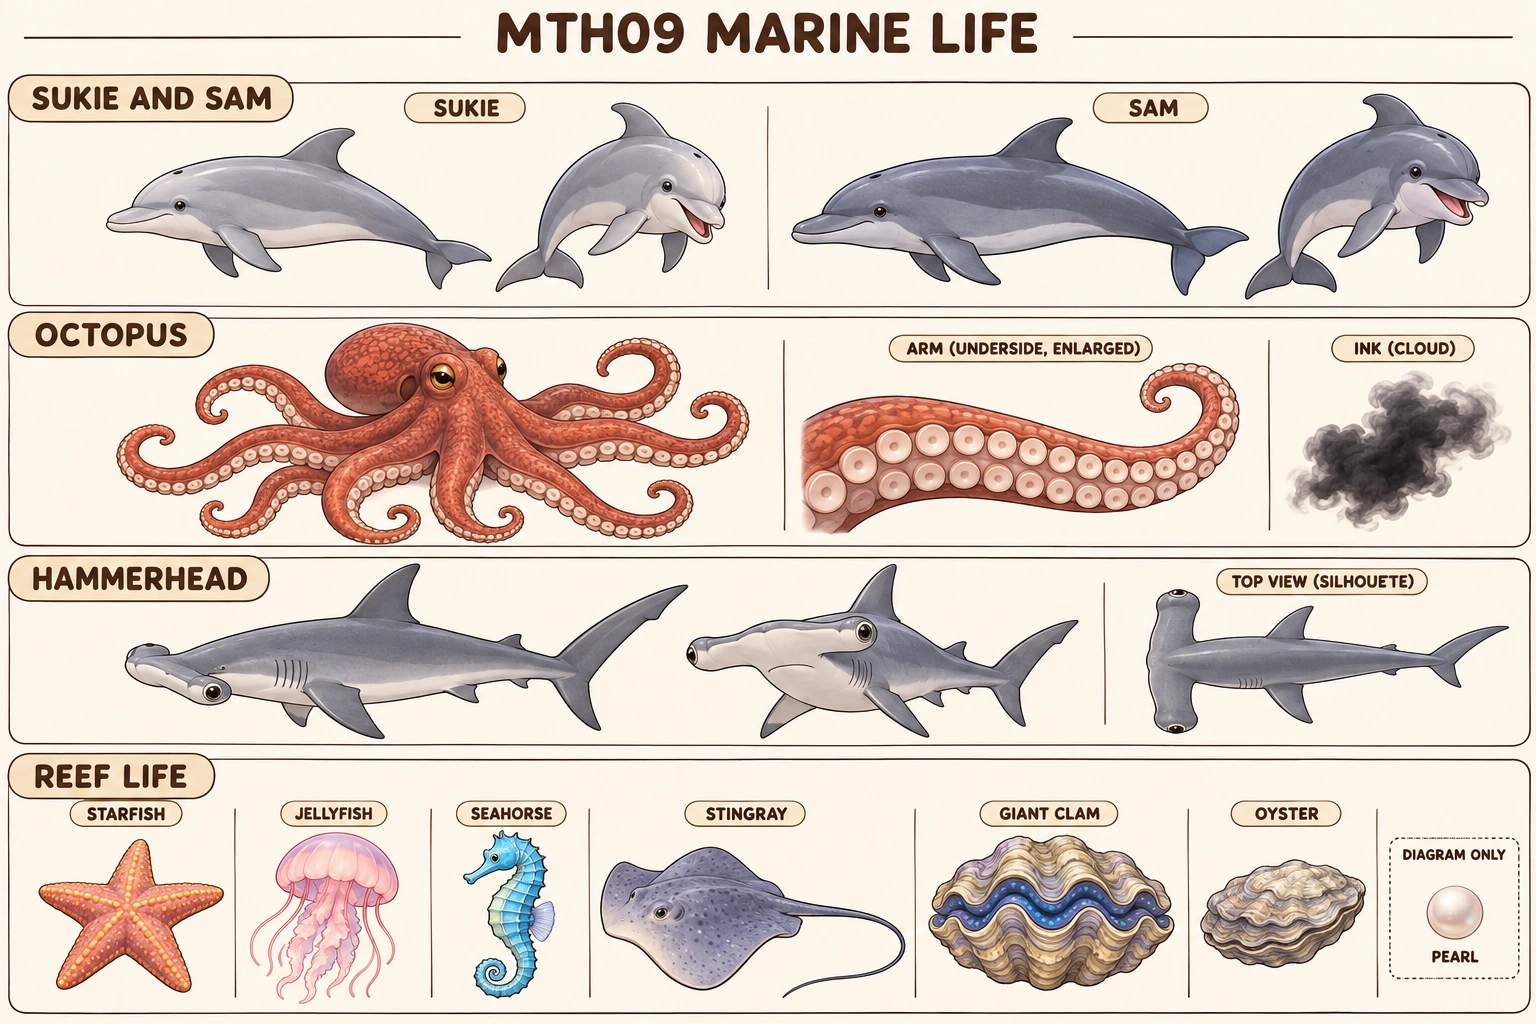 MTH09 MARINE LIFE
SUKIE AND SAM
SUKIE
SAM
OCTOPUS
ARM (UNDERSIDE, ENLARGED)
INK (CLOUD)
HAMMERHEAD
TOP VIEW (SILHOUETE)
REEF LIFE
STARFISH
JELLYFISH
SEAHORSE
STINGRAY
GIANT CLAM
OYSTER
DIAGRAM ONLY
PEARL